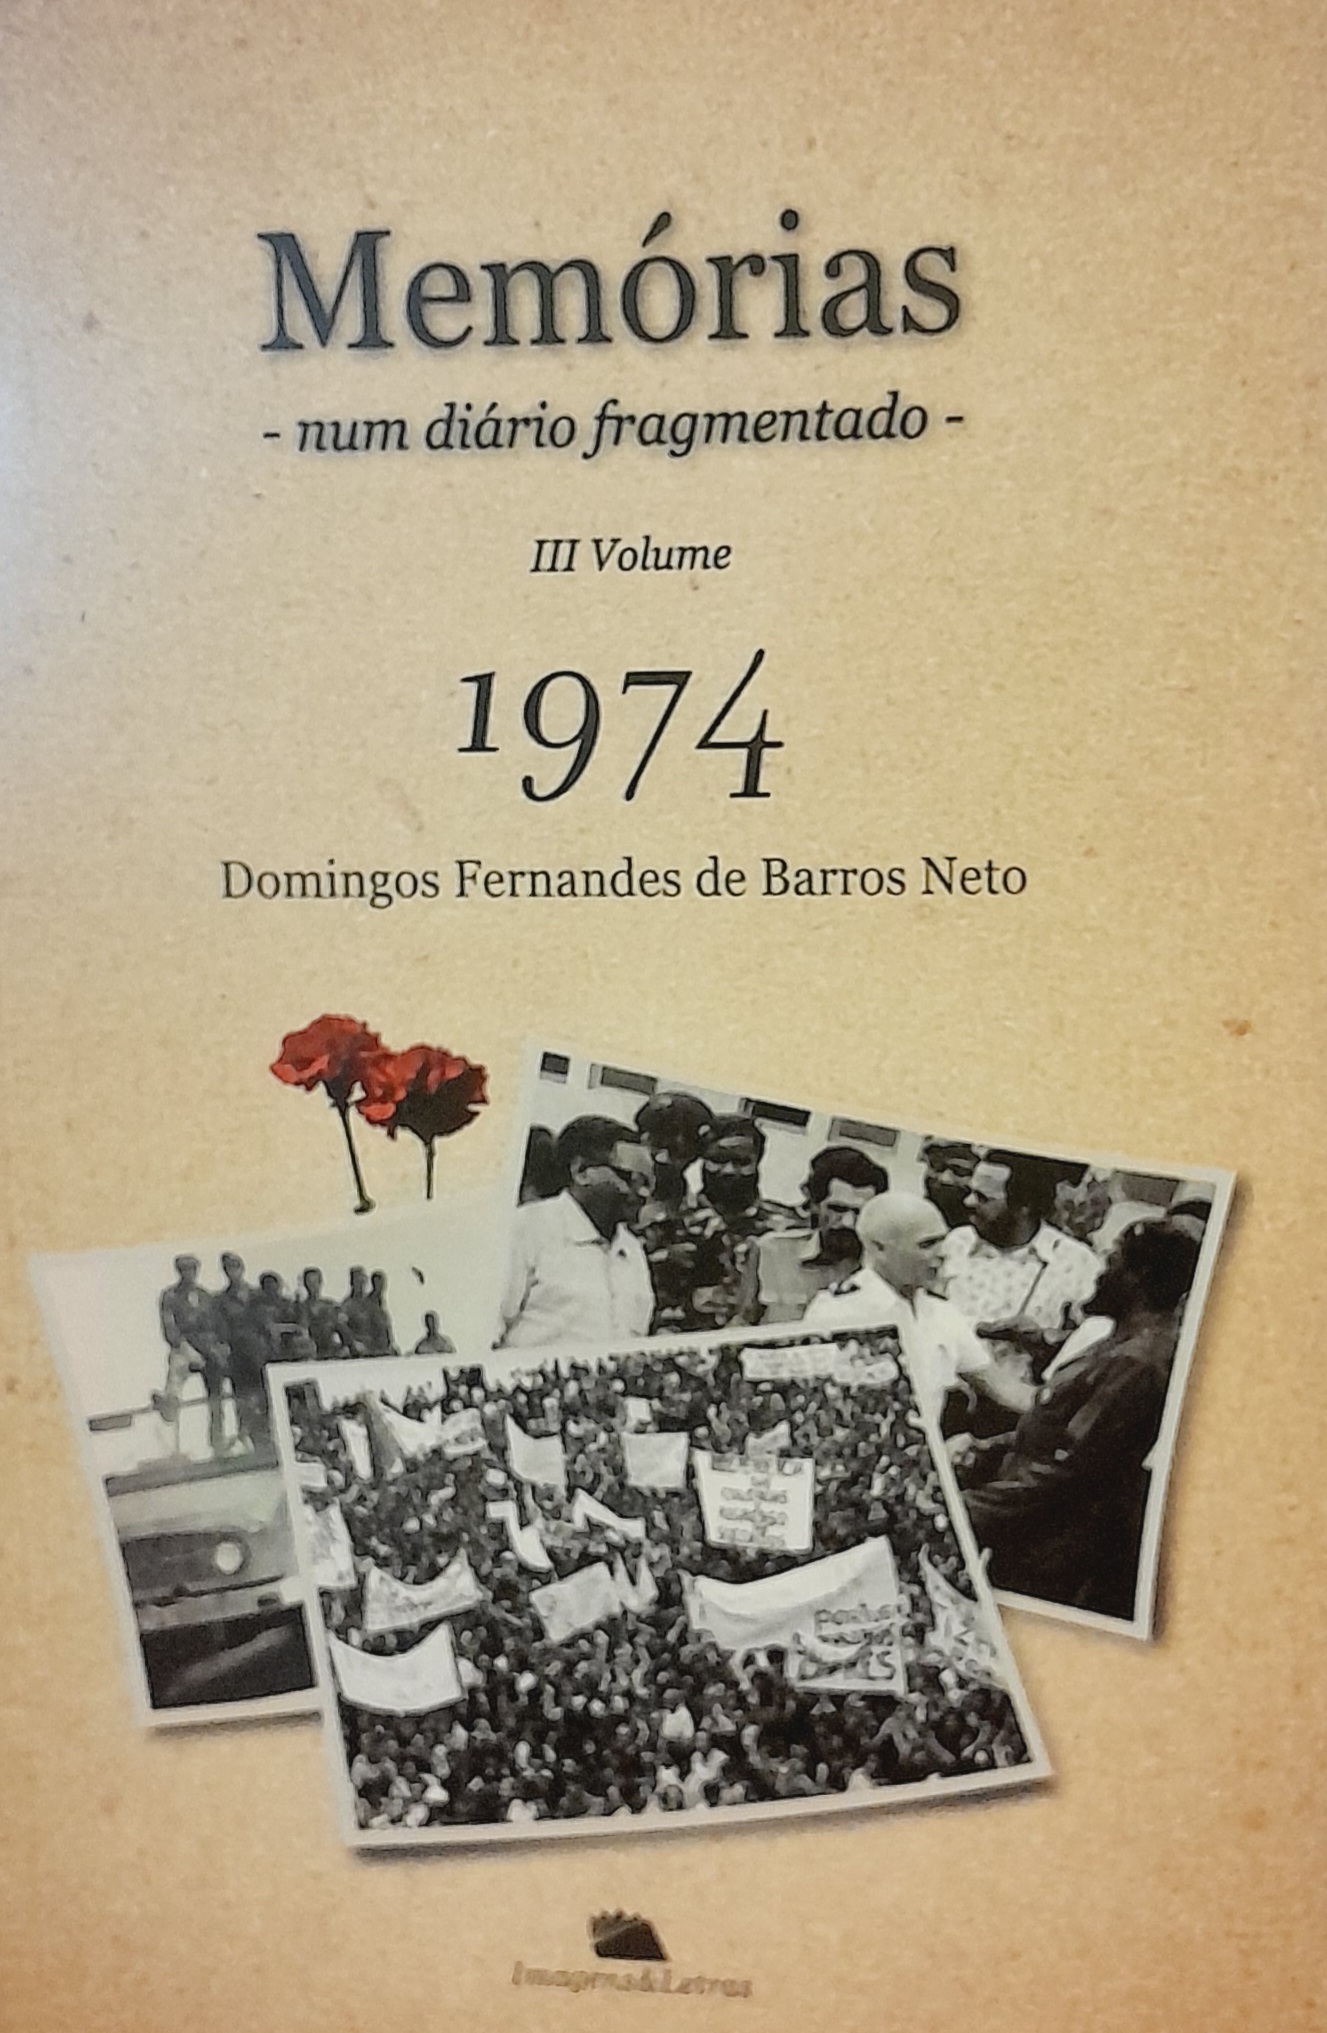 Memórias
- num diário fragmentado -
III Volume
1974
Domingos Fernandes de Barros Neto
Imagens&Letras